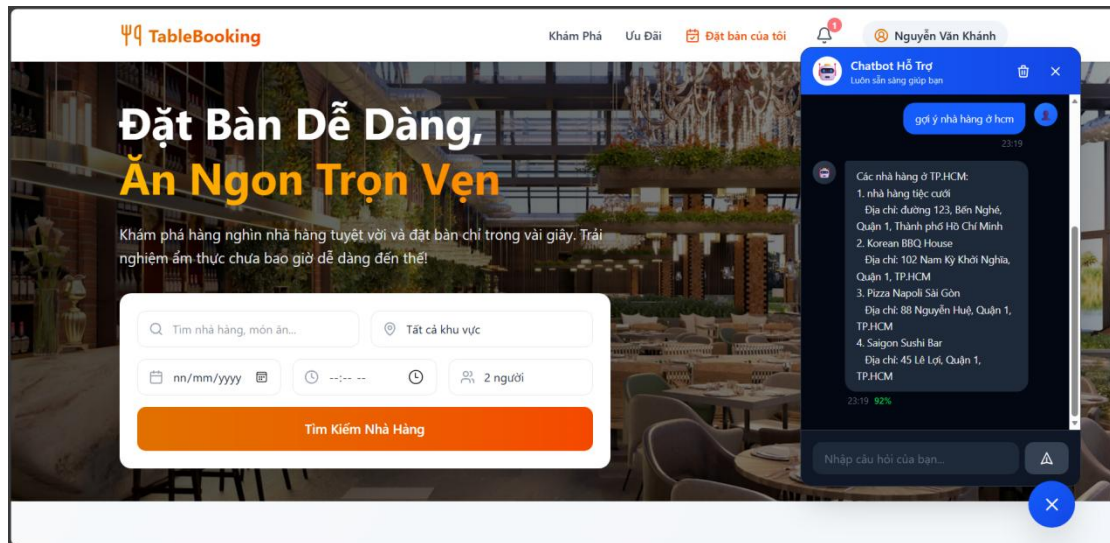 TableBooking
Khám Phá
Ưu Đãi
Đặt bàn của tôi
1
Nguyễn Văn Khánh
Đặt Bàn Dễ Dàng,
Ăn Ngon Trọn Vẹn
Khám phá hàng nghìn nhà hàng tuyệt vời và đặt bàn chỉ trong vài giây. Trải
nghiệm ẩm thực chưa bao giờ dễ dàng đến thế!
Tìm nhà hàng, món ăn...
Tất cả khu vực
nn/mm/yyyy
--:-- --
2 người
Tìm Kiếm Nhà Hàng
Chatbot Hỗ Trợ
Luôn sẵn sàng giúp bạn
gợi ý nhà hàng ở hcm
23:19
Các nhà hàng ở TP.HCM:
1. nhà hàng tiệc cưới
Địa chỉ: đường 123, Bến Nghé,
Quận 1, Thành phố Hồ Chí Minh
2. Korean BBQ House
Địa chỉ: 102 Nam Kỳ Khởi Nghĩa,
Quận 1, TP.HCM
3. Pizza Napoli Sài Gòn
Địa chỉ: 88 Nguyễn Huệ, Quận 1,
TP.HCM
4. Saigon Sushi Bar
Địa chỉ: 45 Lê Lợi, Quận 1,
TP.HCM
23:19 92%
Nhập câu hỏi của bạn...